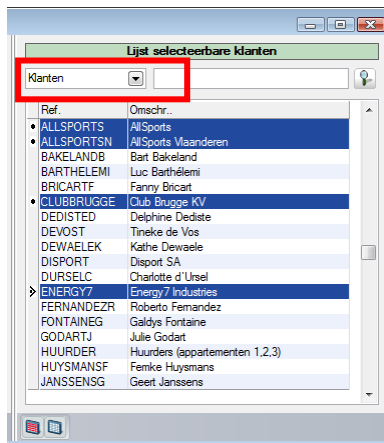 Lijst selecteerbare klanten
Klanten
Ref. Omschr..
ALLSPORTS AllSports
ALLSPORTSN AllSports Vlaanderen
BAKELANDB Bart Bakeland
BARTHELEMI Luc Barthélemi
BRICARTF Fanny Bricart
CLUBBRUGGE Club Brugge KV
DEDISTED Delphine Dediste
DEVOST Tineke de Vos
DEWAELEK Kathe Dewaele
DISPORT Disport SA
DURSELC Charlotte d'Ursel
ENERGY7 Energy7 Industries
FERNANDEZR Roberto Fernandez
FONTAINEG Galdys Fontaine
GODARTJ Julie Godart
HUURDER Huurders (appartementen 1,2,3)
HUYSMANSF Femke Huysmans
JANSSENSG Geert Janssens